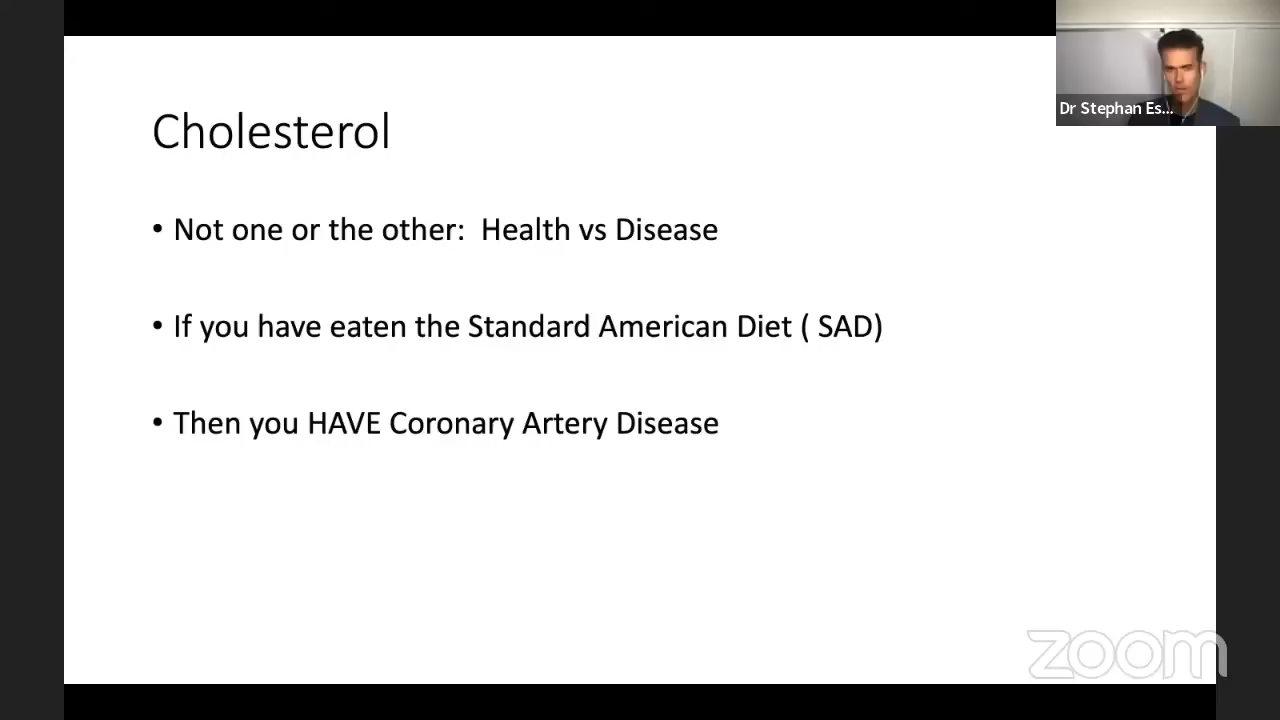 Dr Stephan Es...
Cholesterol
• Not one or the other:  Health vs Disease
• If you have eaten the Standard American Diet ( SAD)
• Then you HAVE Coronary Artery Disease
zoom